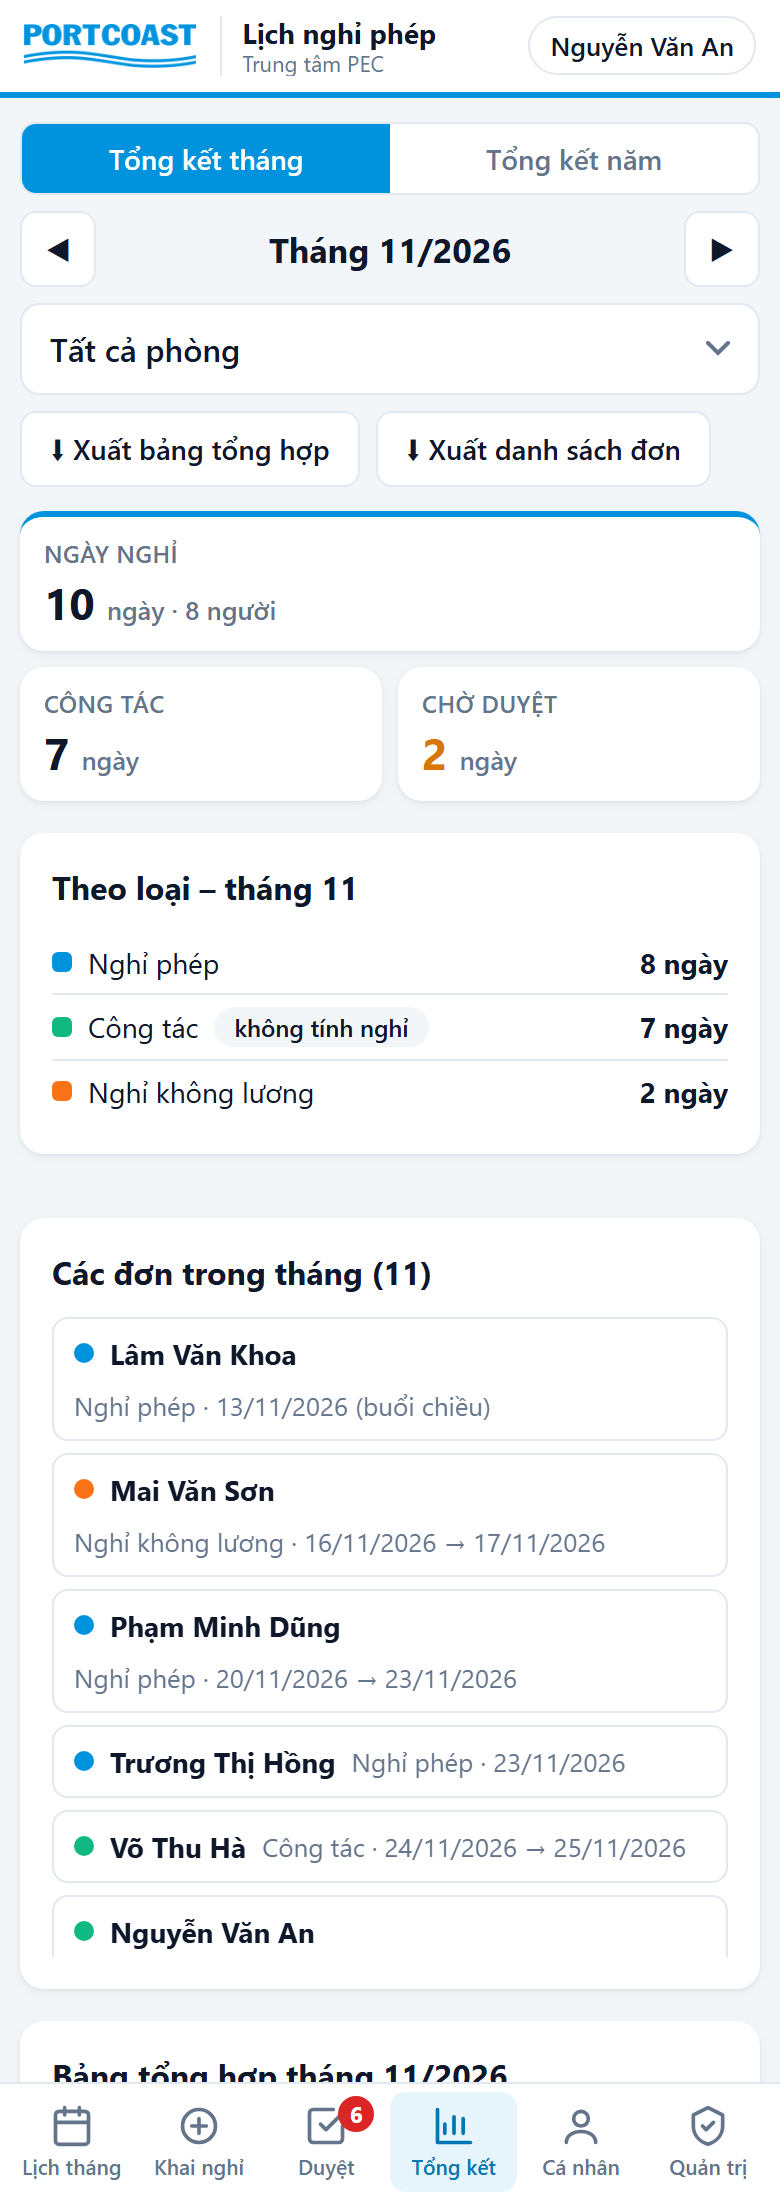 PORTCOAST
Lịch nghỉ phép
Trung tâm PEC
Nguyễn Văn An
Tổng kết tháng
Tổng kết năm
◀ Tháng 11/2026 ▶
Tất cả phòng
⬇ Xuất bảng tổng hợp
⬇ Xuất danh sách đơn
NGÀY NGHỈ
10 ngày · 8 người
CÔNG TÁC
7 ngày
CHỜ DUYỆT
2 ngày
Theo loại – tháng 11
Nghỉ phép 8 ngày
Công tác không tính nghỉ 7 ngày
Nghỉ không lương 2 ngày
Các đơn trong tháng (11)
Lâm Văn Khoa
Nghỉ phép · 13/11/2026 (buổi chiều)
Mai Văn Sơn
Nghỉ không lương · 16/11/2026 → 17/11/2026
Phạm Minh Dũng
Nghỉ phép · 20/11/2026 → 23/11/2026
Trương Thị Hồng Nghỉ phép · 23/11/2026
Võ Thu Hà Công tác · 24/11/2026 → 25/11/2026
Nguyễn Văn An
Bảng tổng hợp tháng 11/2026
6
Lịch tháng
Khai nghỉ
Duyệt
Tổng kết
Cá nhân
Quản trị